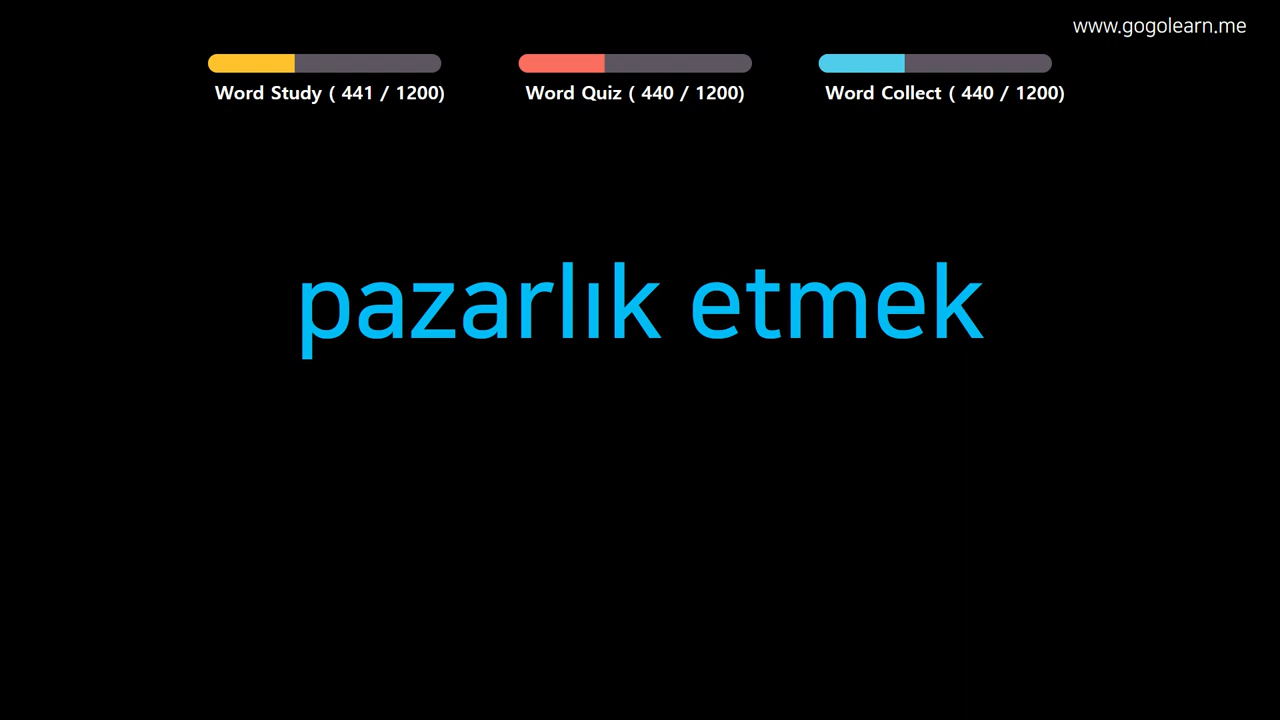 www.gogolearn.me
Word Study ( 441 / 1200)
Word Quiz ( 440 / 1200)
Word Collect ( 440 / 1200)
pazarlık etmek